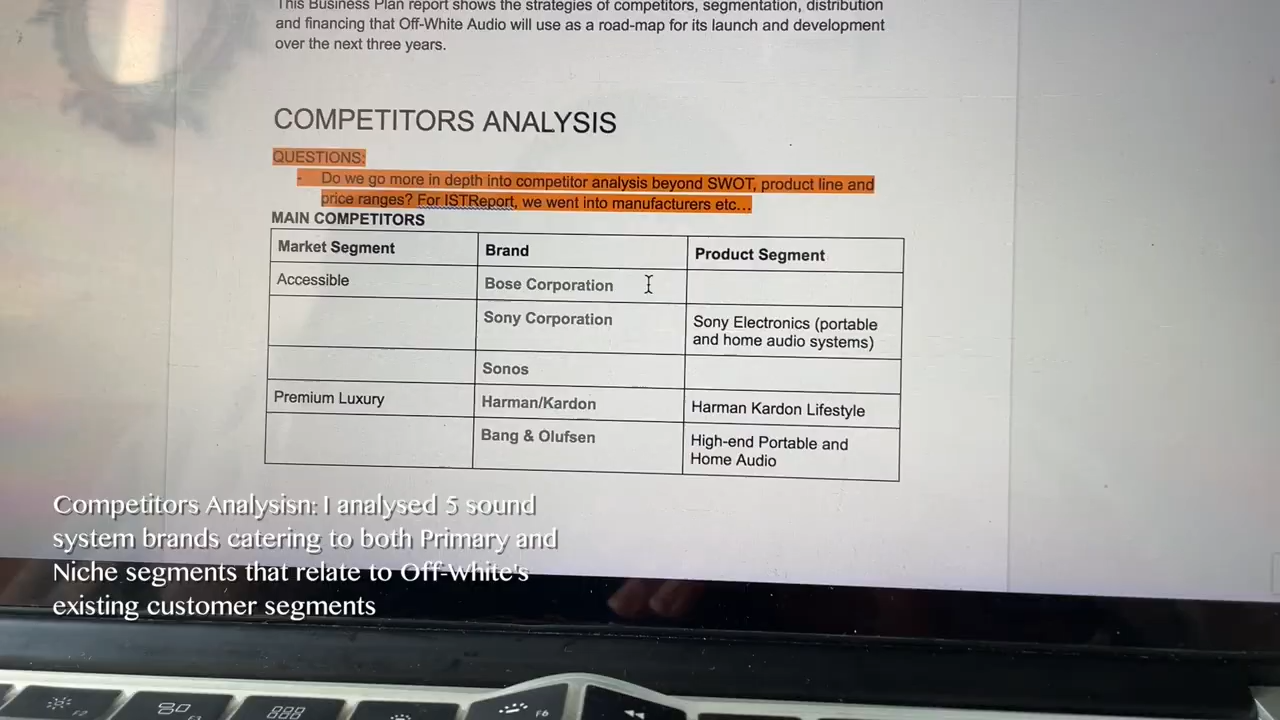 This Business Plan report shows the strategies of competitors, segmentation, distribution
and financing that Off-White Audio will use as a road-map for its launch and development
over the next three years.
COMPETITORS ANALYSIS
QUESTIONS:
- Do we go more in depth into competitor analysis beyond SWOT, product line and
price ranges? For ISTReport, we went into manufacturers etc...
MAIN COMPETITORS
Market Segment Brand Product Segment
Accessible Bose Corporation
Sony Corporation Sony Electronics (portable
and home audio systems)
Sonos
Premium Luxury Harman/Kardon Harman Kardon Lifestyle
Bang & Olufsen High-end Portable and
Home Audio
Competitors Analysisn: I analysed 5 sound
system brands catering to both Primary and
Niche segments that relate to Off-White's
existing customer segments
F2
F3
F6